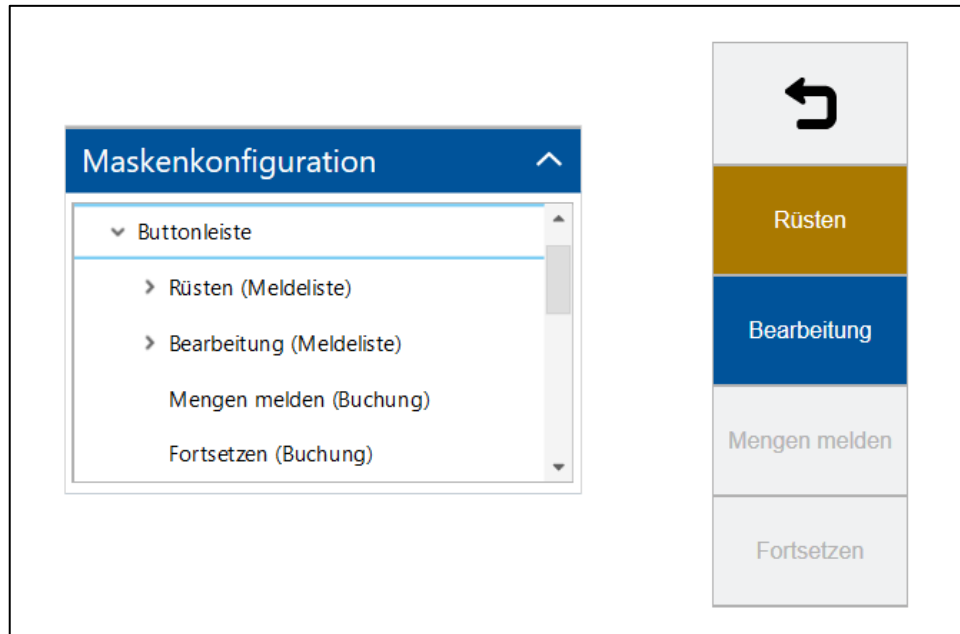 Maskenkonfiguration
Buttonleiste
Rüsten (Meldeliste)
Bearbeitung (Meldeliste)
Mengen melden (Buchung)
Fortsetzen (Buchung)
Rüsten
Bearbeitung
Mengen melden
Fortsetzen